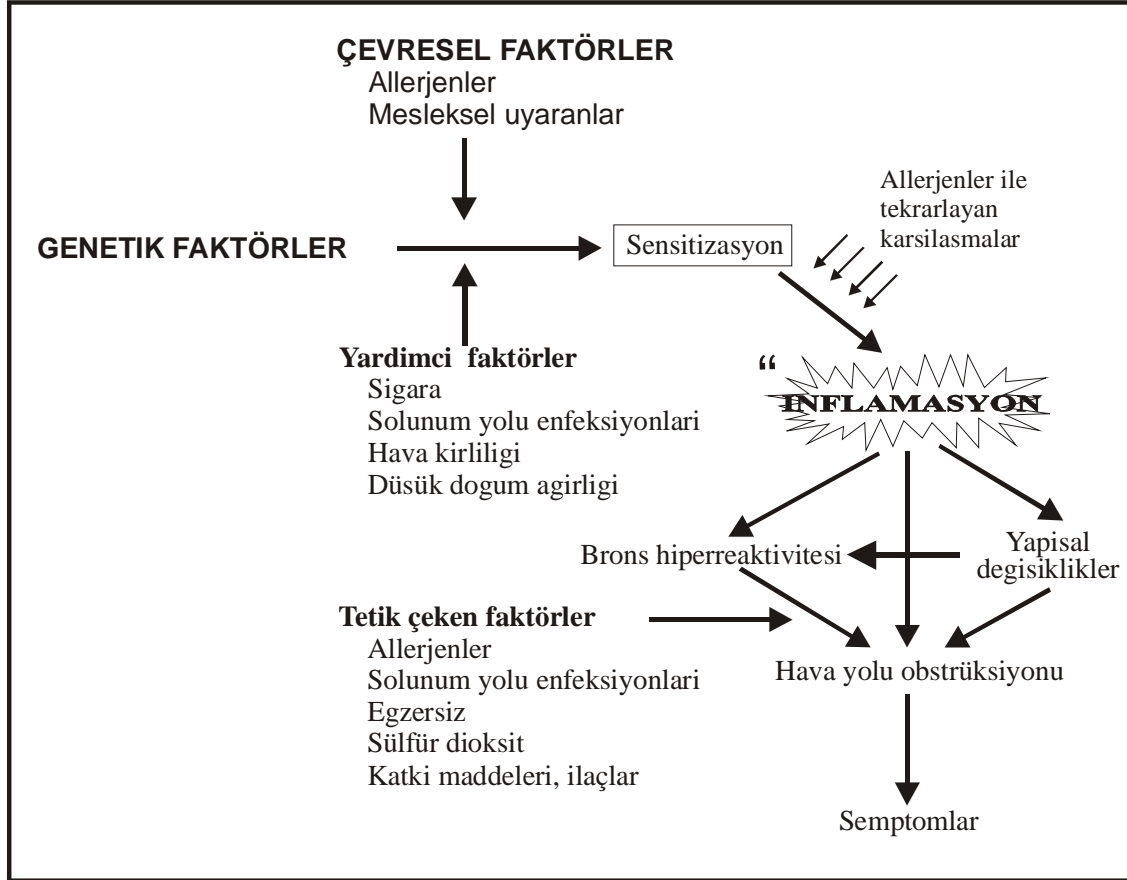 ÇEVRESEL FAKTÖRLER
Allerjenler
Mesleksel uyaranlar
Allerjenler ile
tekrarlayan
karsilasmalar
GENETIK FAKTÖRLER
Sensitizasyon
Yardimci faktörler
Sigara
Solunum yolu enfeksiyonlari
Hava kirliligi
Düsük dogum agirligi
“
INFLAMASYON
Brons hiperreaktivitesi
Yapisal
degisiklikler
Tetik çeken faktörler
Allerjenler
Solunum yolu enfeksiyonlari
Egzersiz
Sülfür dioksit
Katki maddeleri, ilaçlar
Hava yolu obstrüksiyonu
Semptomlar